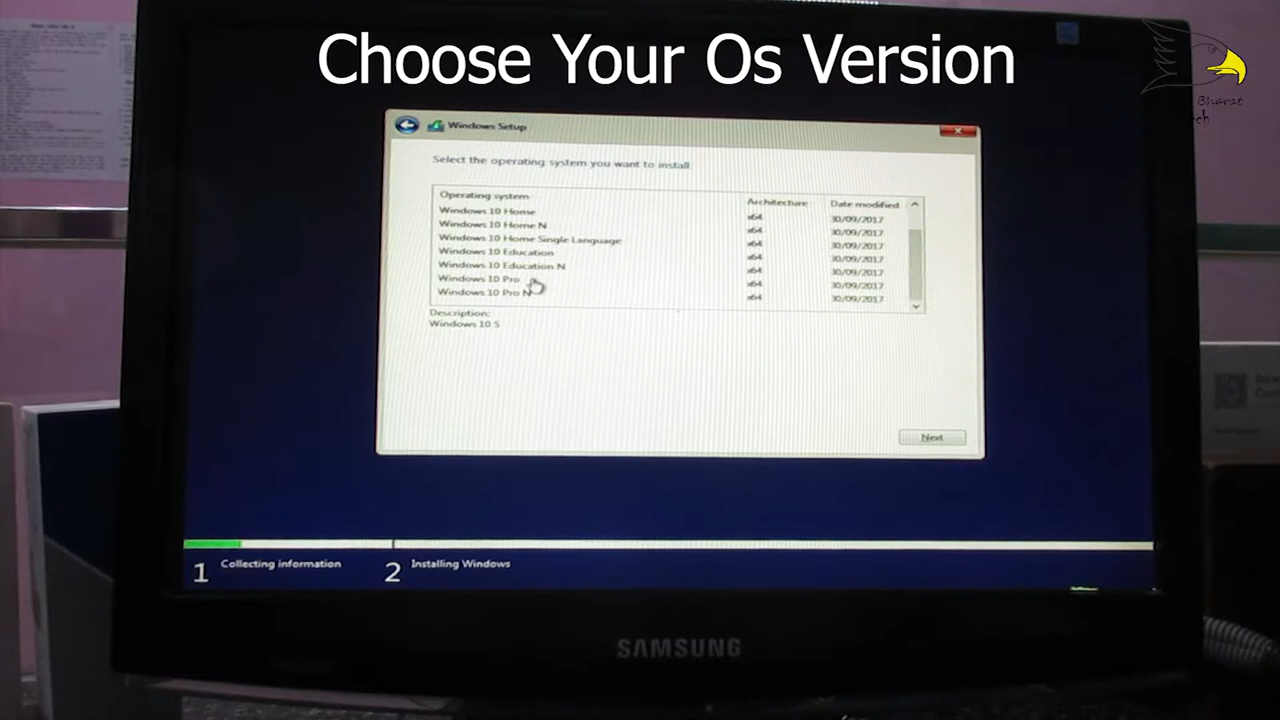 Choose Your Os Version
Bharat
Windows Setup
Select the operating system you want to install
Operating system Architecture Date modified
Windows 10 Home x64 30/09/2017
Windows 10 Home N x64 30/09/2017
Windows 10 Home Single Language x64 30/09/2017
Windows 10 Education x64 30/09/2017
Windows 10 Education N x64 30/09/2017
Windows 10 Pro x64 30/09/2017
Windows 10 Pro N x64 30/09/2017
Description:
Windows 10 S
Next
1 Collecting information 2 Installing Windows
SAMSUNG